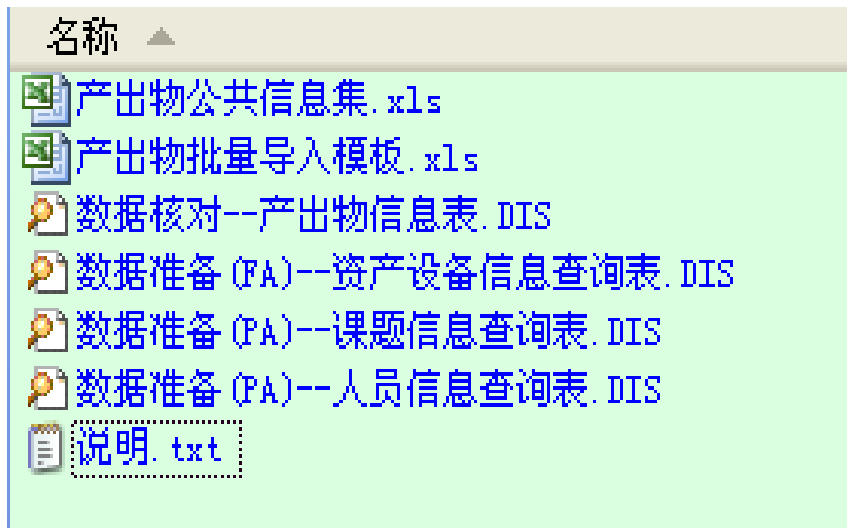 名称
产出物公共信息集.xls
产出物批量导入模板.xls
数据核对--产出物信息表.DIS
数据准备(FA)--资产设备信息查询表.DIS
数据准备(PA)--课题信息查询表.DIS
数据准备(PA)--人员信息查询表.DIS
说明.txt